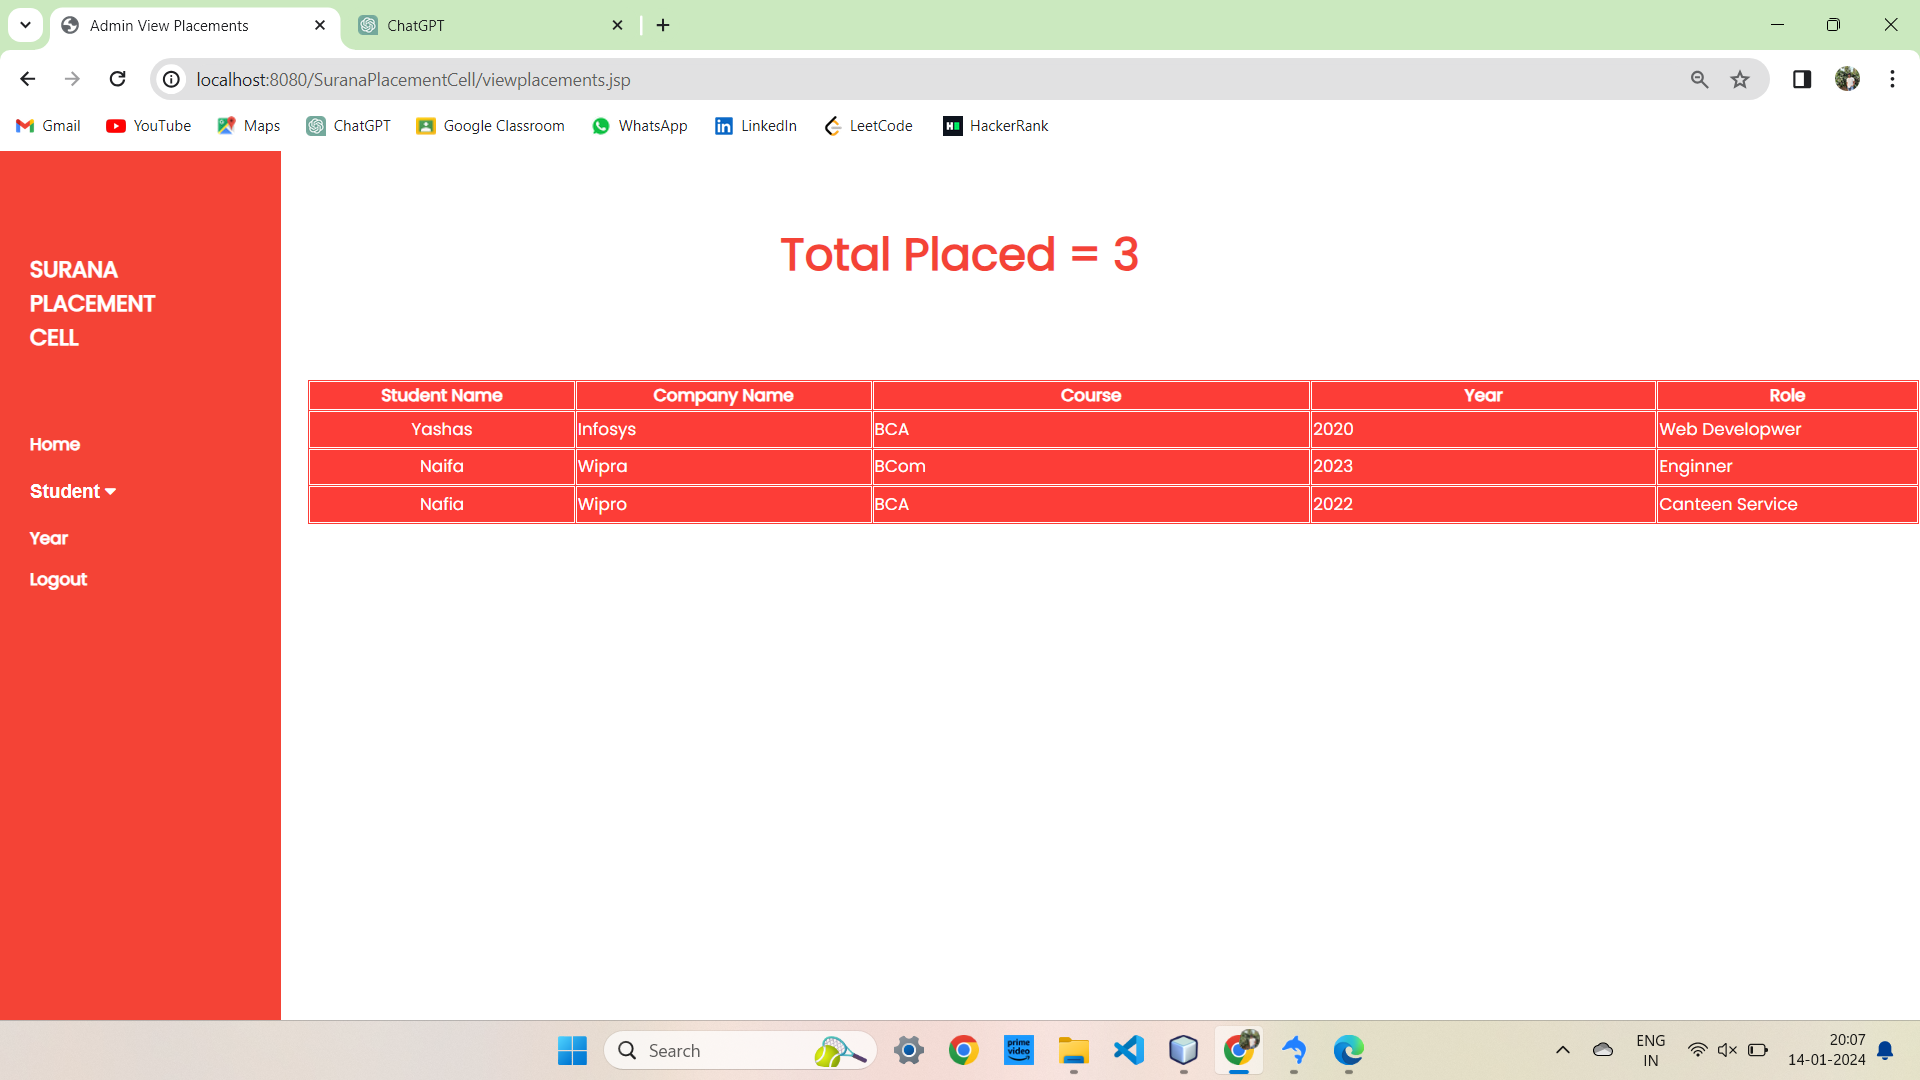 Admin View Placements
ChatGPT
localhost:8080/SuranaPlacementCell/viewplacements.jsp
Gmail YouTube Maps ChatGPT Google Classroom WhatsApp LinkedIn LeetCode HackerRank
SURANA
PLACEMENT
CELL
Home
Student
Year
Logout
Total Placed = 3
Student Name Company Name Course Year Role
Yashas Infosys BCA 2020 Web Developwer
Naifa Wipra BCom 2023 Enginner
Nafia Wipro BCA 2022 Canteen Service
Search
prime
video
ENG
IN
20:07
14-01-2024